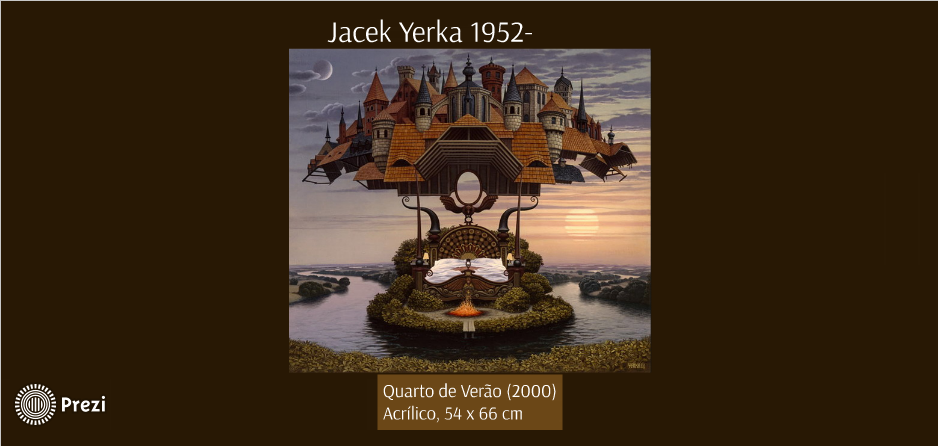 Jacek Yerka 1952-
Quarto de Verão (2000)
Acrílico, 54 x 66 cm
Prezi